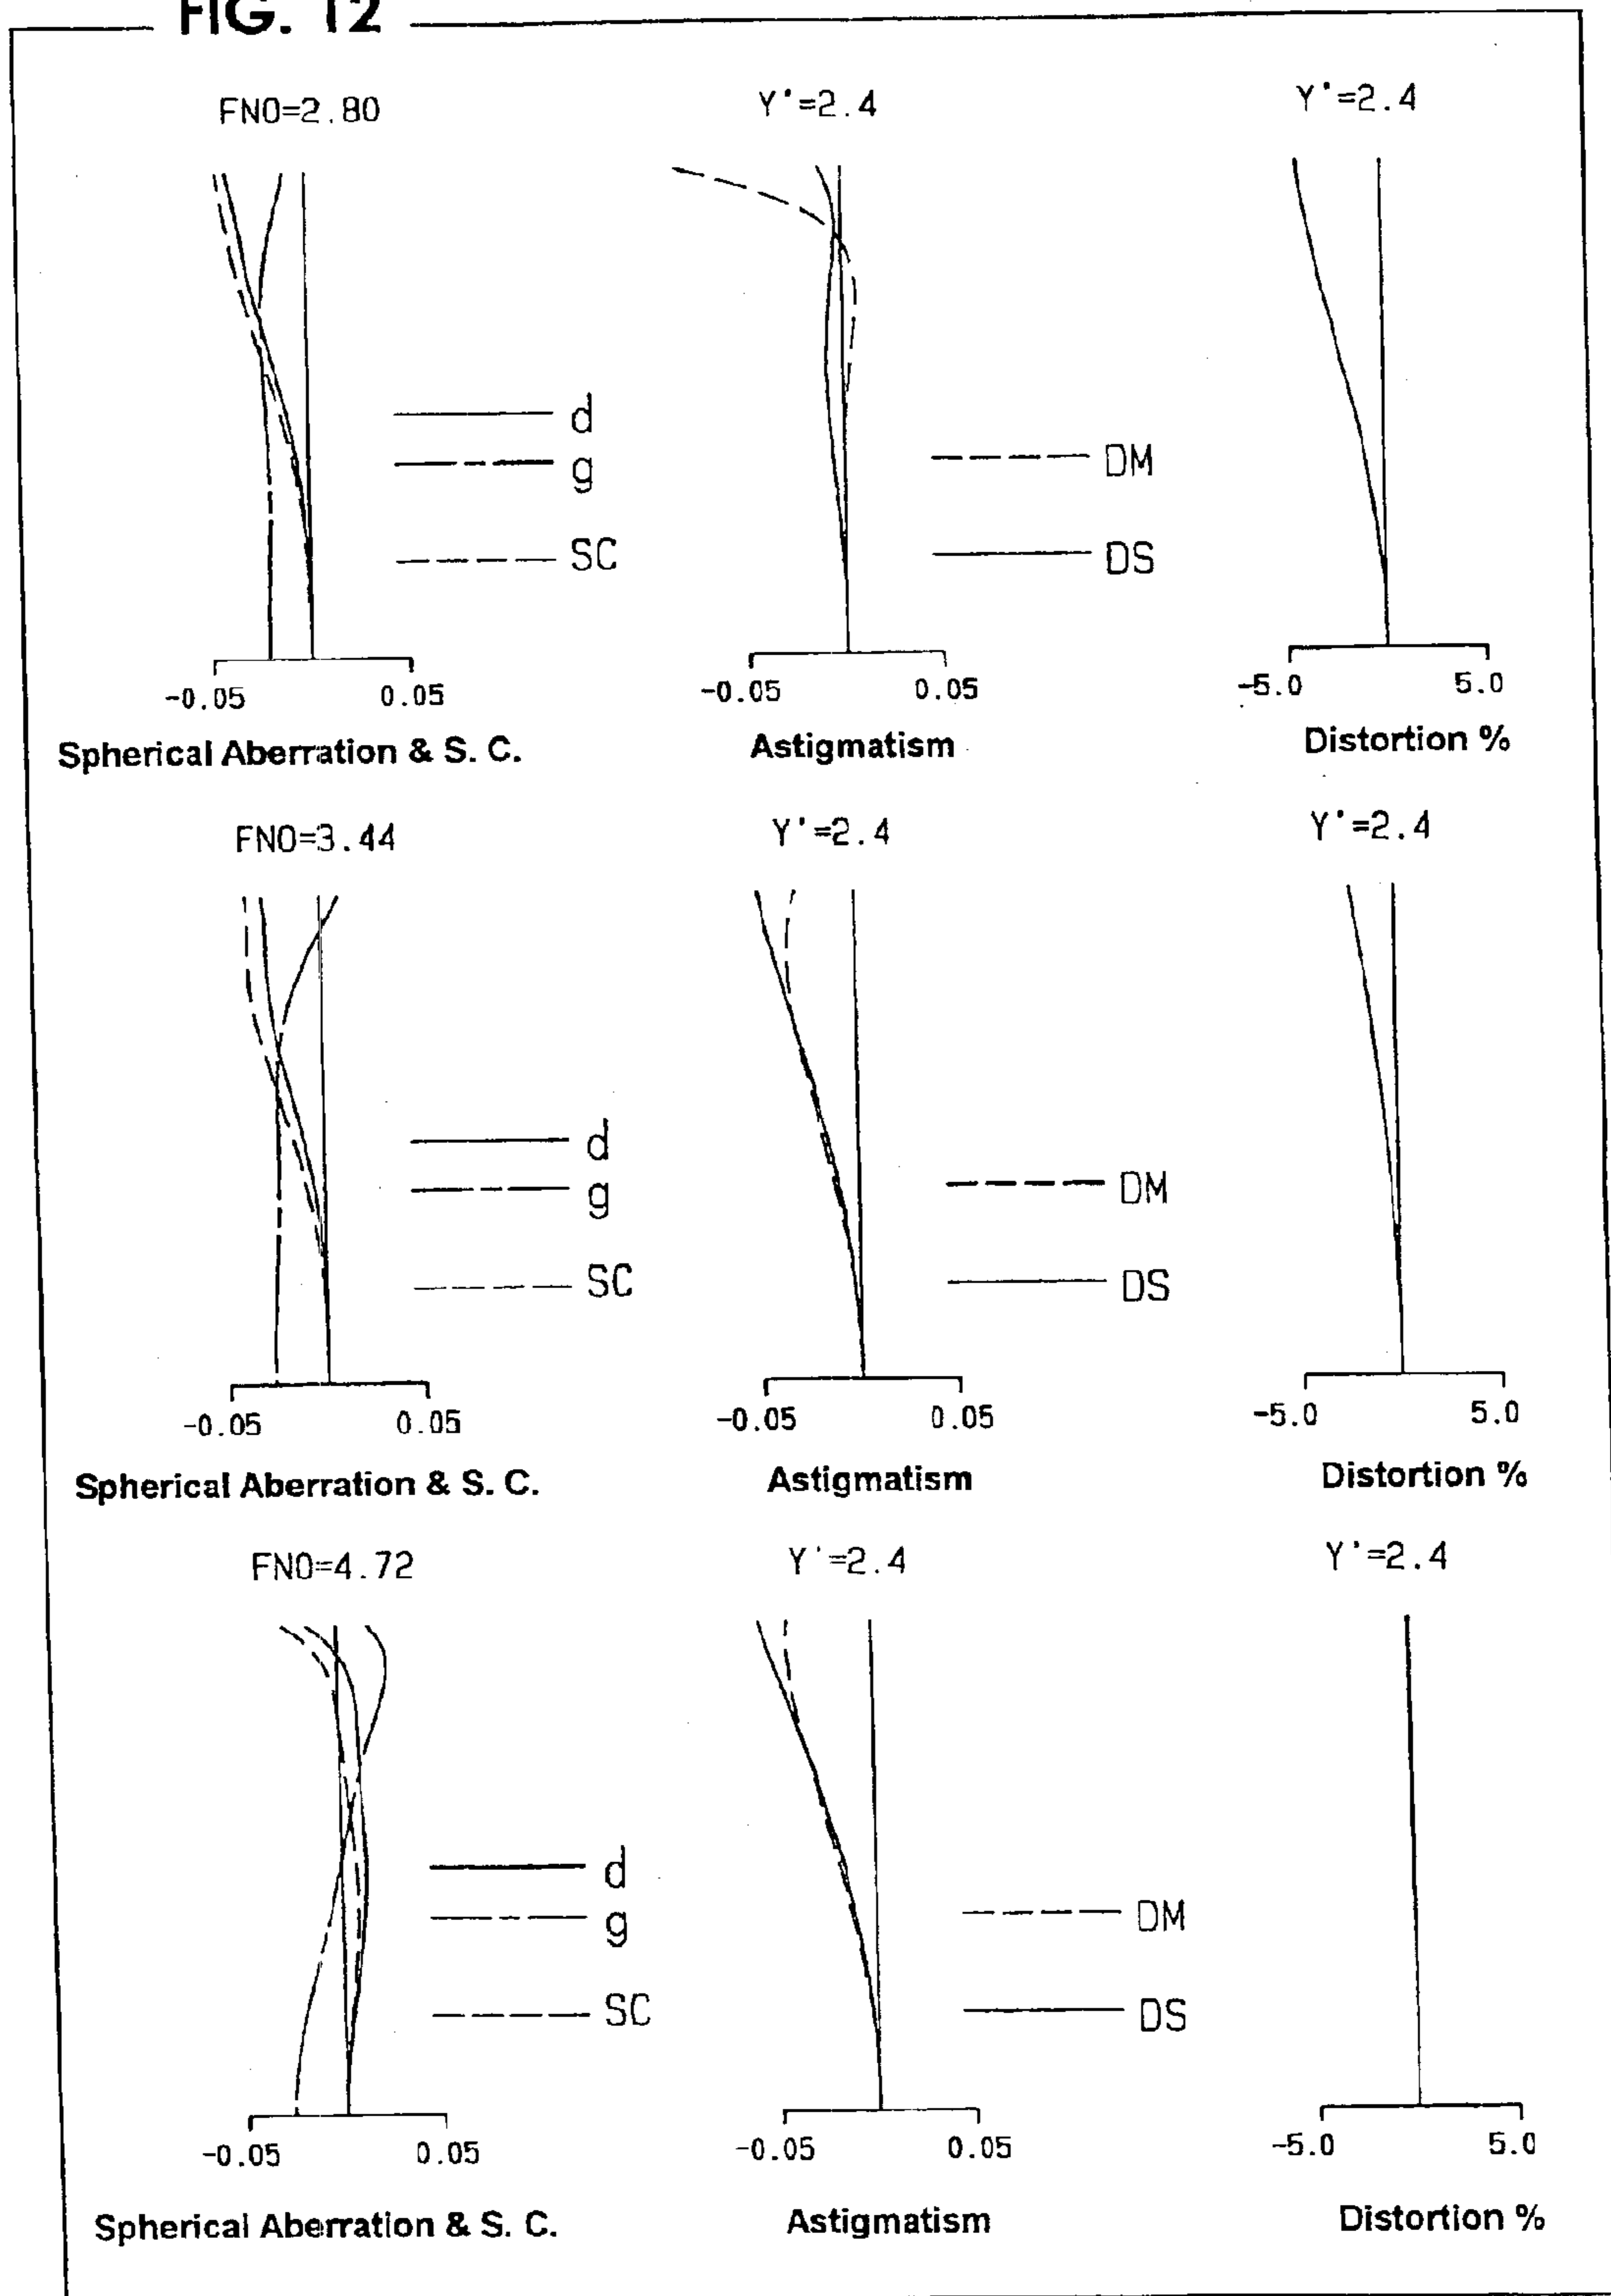 FIG. 12
FNO=2.80
Y'=2.4
Y'=2.4
d
g
SC
DM
DS
-0.05 0.05
-0.05 0.05
-5.0 5.0
Spherical Aberration & S. C.
Astigmatism
Distortion %
FNO=3.44
Y'=2.4
Y'=2.4
d
g
SC
DM
DS
-0.05 0.05
-0.05 0.05
-5.0 5.0
Spherical Aberration & S. C.
Astigmatism
Distortion %
FNO=4.72
Y'=2.4
Y'=2.4
d
g
SC
DM
DS
-0.05 0.05
-0.05 0.05
-5.0 5.0
Spherical Aberration & S. C.
Astigmatism
Distortion %